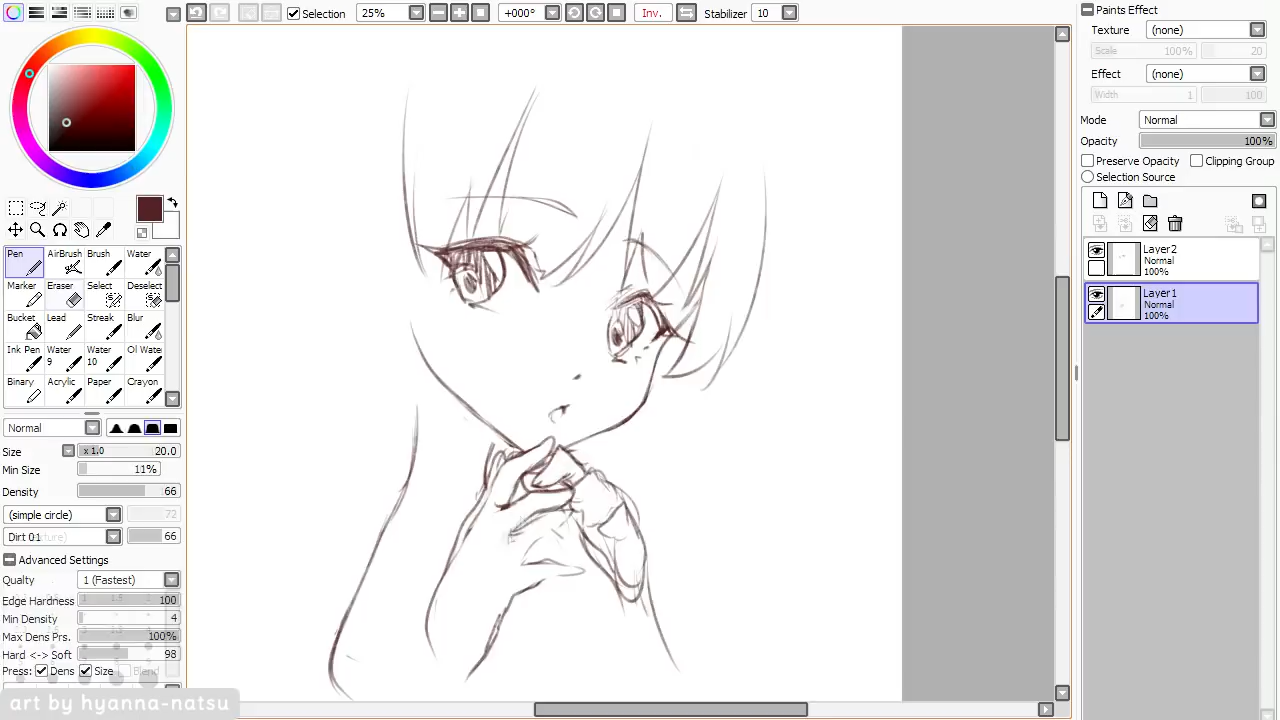 Selection 25% +000° Inv. Stabilizer 10
Paints Effect
Texture (none)
Scale 100% 20
Effect (none)
Width 1 100
Mode Normal
Opacity 100%
Preserve Opacity Clipping Group
Selection Source
Layer2
Normal
100%
Layer1
Normal
100%
Pen AirBrush Brush Water
Marker Eraser Select Deselect
Bucket Lead Streak Blur
Ink Pen Water 9 Water 10 Oil Wate
Binary Acrylic Paper Crayon
Normal
Size x 1.0 20.0
Min Size 11%
Density 66
(simple circle) 72
Dirt 01 66
Advanced Settings
Quality 1 (Fastest)
Edge Hardness 100
Min Density 4
Max Dens Prs. 100%
Hard <-> Soft 98
Press: Dens Size Blend
art by hyanna-natsu